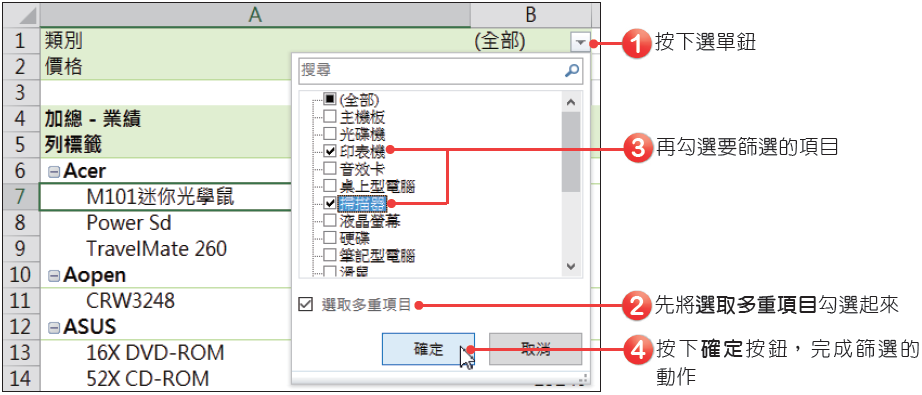 A B
1 類別 (全部)
2 價格
3
4 加總 - 業績
5 列標籤
6 Acer
7 M101迷你光學鼠
8 Power Sd
9 TravelMate 260
10 Aopen
11 CRW3248
12 ASUS
13 16X DVD-ROM
14 52X CD-ROM
搜尋
(全部)
主機板
光碟機
印表機
音效卡
桌上型電腦
掃描器
液晶螢幕
硬碟
筆記型電腦
滑鼠
選取多重項目
確定 取消
1 按下選單鈕
3 再勾選要篩選的項目
2 先將選取多重項目勾選起來
4 按下確定按鈕，完成篩選的
動作